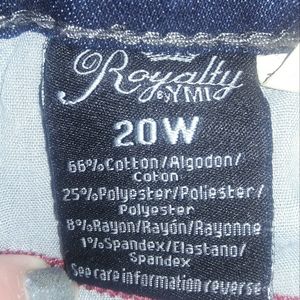 Royalty
BY YMI
20W
66%Cotton/Algodon/
Coton
25%Polyester/Poliester/
Polyester
8%Rayon/Rayón/Rayonne
1%Spandex/Elastano/
Spandex
See care information reverse